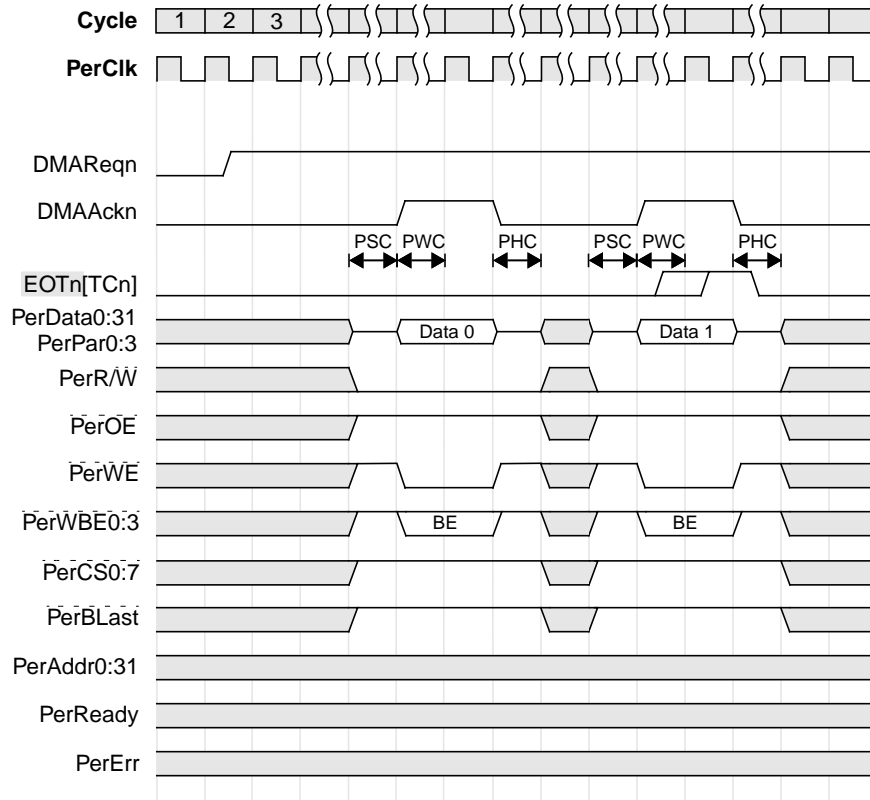 Cycle 1 2 3
PerClk
DMAReqn
DMAAckn
PSC PWC PHC PSC PWC PHC
EOTn[TCn]
PerData0:31
PerPar0:3
Data 0 Data 1
PerR/W
PerOE
PerWE
PerWBE0:3 BE BE
PerCS0:7
PerBLast
PerAddr0:31
PerReady
PerErr